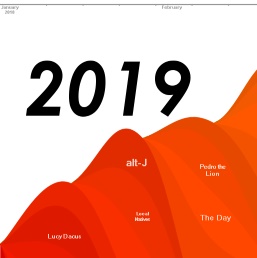 January
2019
February
2019
alt-J
Pedro the
Lion
Local
Natives
The Day
Lucy Dacus